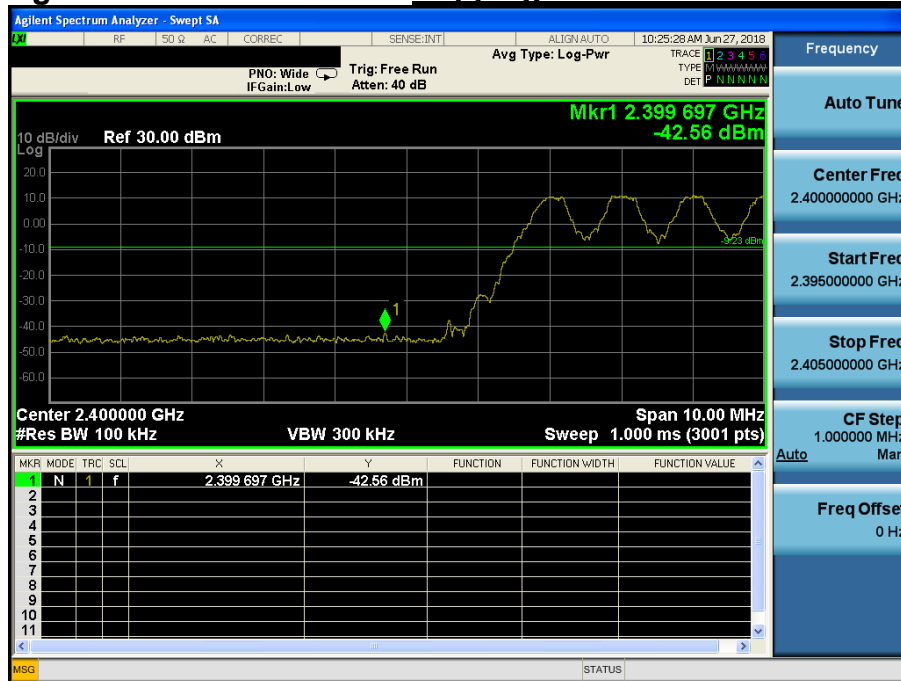 Agilent Spectrum Analyzer - Swept SA
LXI RF 50 Ω AC CORREC SENSE:INT ALIGN AUTO 10:25:28 AM Jun 27, 2018
Avg Type: Log-Pwr TRACE 1 2 3 4 5 6
PNO: Wide Trig: Free Run TYPE M WWWWW
IFGain:Low Atten: 40 dB DET P N N N N N
Mkr1 2.399 697 GHz
-42.56 dBm
10 dB/div Ref 30.00 dBm
Log
20.0
10.0
0.00
-9.23 dBm
-10.0
-20.0
-30.0
1
-40.0
-50.0
-60.0
Center 2.400000 GHz Span 10.00 MHz
#Res BW 100 kHz VBW 300 kHz Sweep 1.000 ms (3001 pts)
MKR MODE TRC SCL X Y FUNCTION FUNCTION WIDTH FUNCTION VALUE
1 N 1 f 2.399 697 GHz -42.56 dBm
2
3
4
5
6
7
8
9
10
11
MSG STATUS
Frequency
Auto Tune
Center Freq
2.400000000 GHz
Start Freq
2.395000000 GHz
Stop Freq
2.405000000 GHz
CF Step
1.000000 MHz
Auto Man
Freq Offset
0 Hz